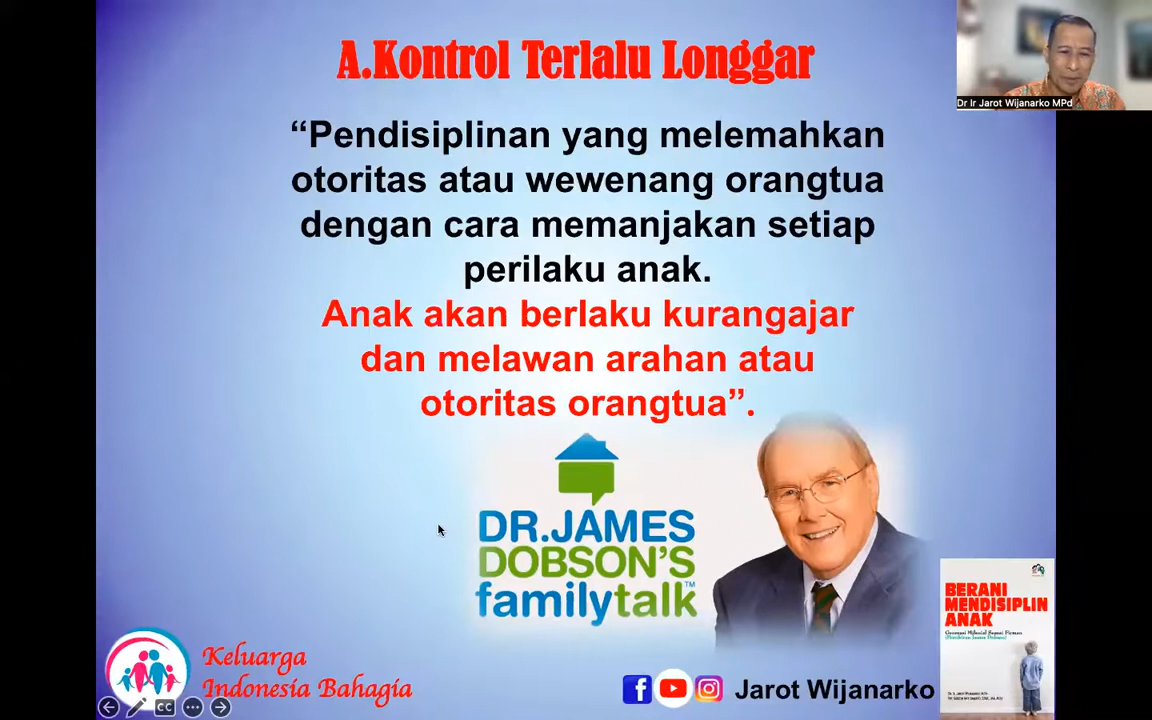 A.Kontrol Terlalu Longgar
Dr Ir Jarot Wijanarko MPd
“Pendisiplinan yang melemahkan
otoritas atau wewenang orangtua
dengan cara memanjakan setiap
perilaku anak.
Anak akan berlaku kurangajar
dan melawan arahan atau
otoritas orangtua”.
DR.JAMES
DOBSON'S
familytalk™
BERANI
MENDISIPLIN
ANAK
Keluarga
Indonesia Bahagia
CC
Jarot Wijanarko